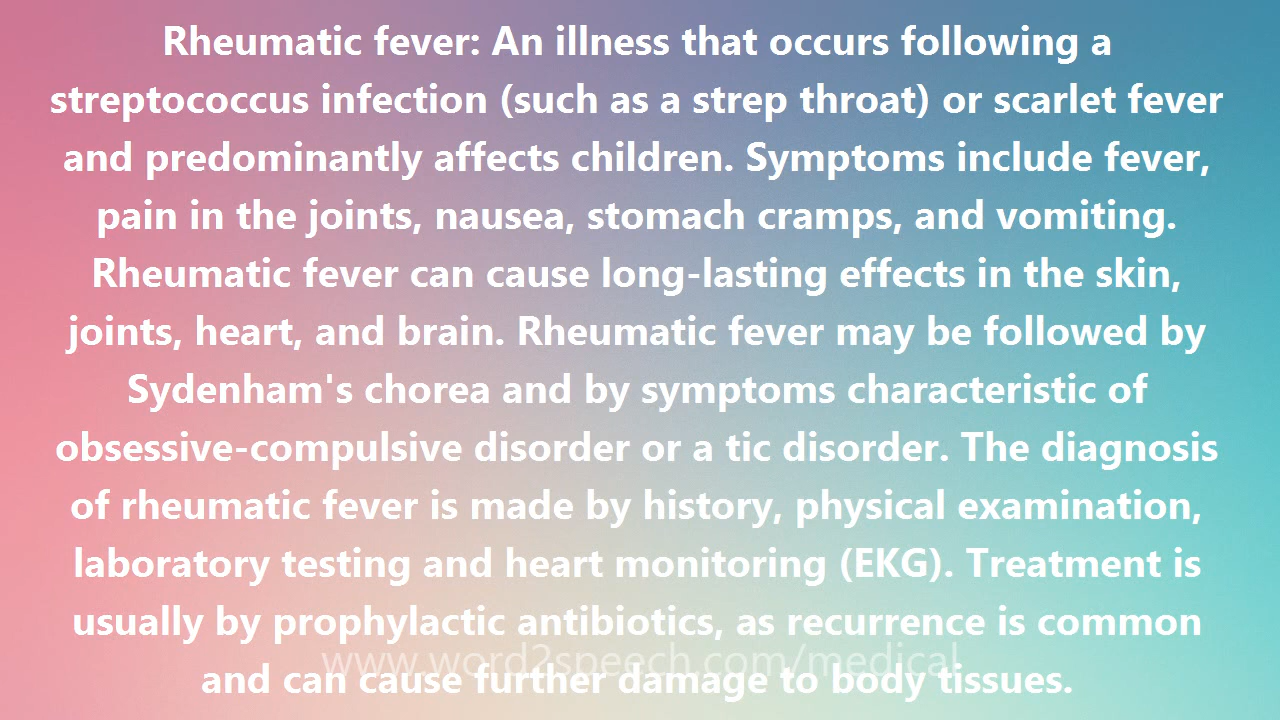 Rheumatic fever: An illness that occurs following a
streptococcus infection (such as a strep throat) or scarlet fever
and predominantly affects children. Symptoms include fever,
pain in the joints, nausea, stomach cramps, and vomiting.
Rheumatic fever can cause long-lasting effects in the skin,
joints, heart, and brain. Rheumatic fever may be followed by
Sydenham's chorea and by symptoms characteristic of
obsessive-compulsive disorder or a tic disorder. The diagnosis
of rheumatic fever is made by history, physical examination,
laboratory testing and heart monitoring (EKG). Treatment is
usually by prophylactic antibiotics, as recurrence is common
www.word2speech.com/medical
and can cause further damage to body tissues.